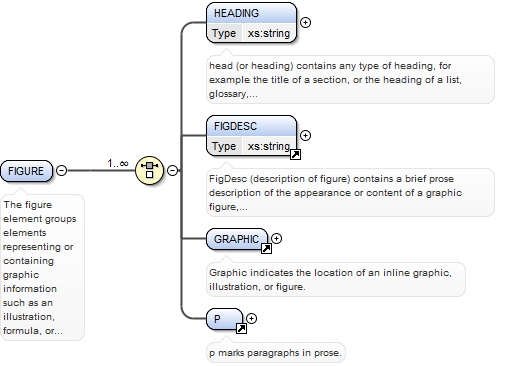 HEADING
Type xs:string
head (or heading) contains any type of heading, for
example the title of a section, or the heading of a list,
glossary,...
FIGDESC
Type xs:string
FigDesc (description of figure) contains a brief prose
description of the appearance or content of a graphic
figure,...
FIGURE
1..∞
The figure
element groups
elements
representing or
containing
graphic
information
such as an
illustration,
formula, or...
GRAPHIC
Graphic indicates the location of an inline graphic,
illustration, or figure.
P
p marks paragraphs in prose.